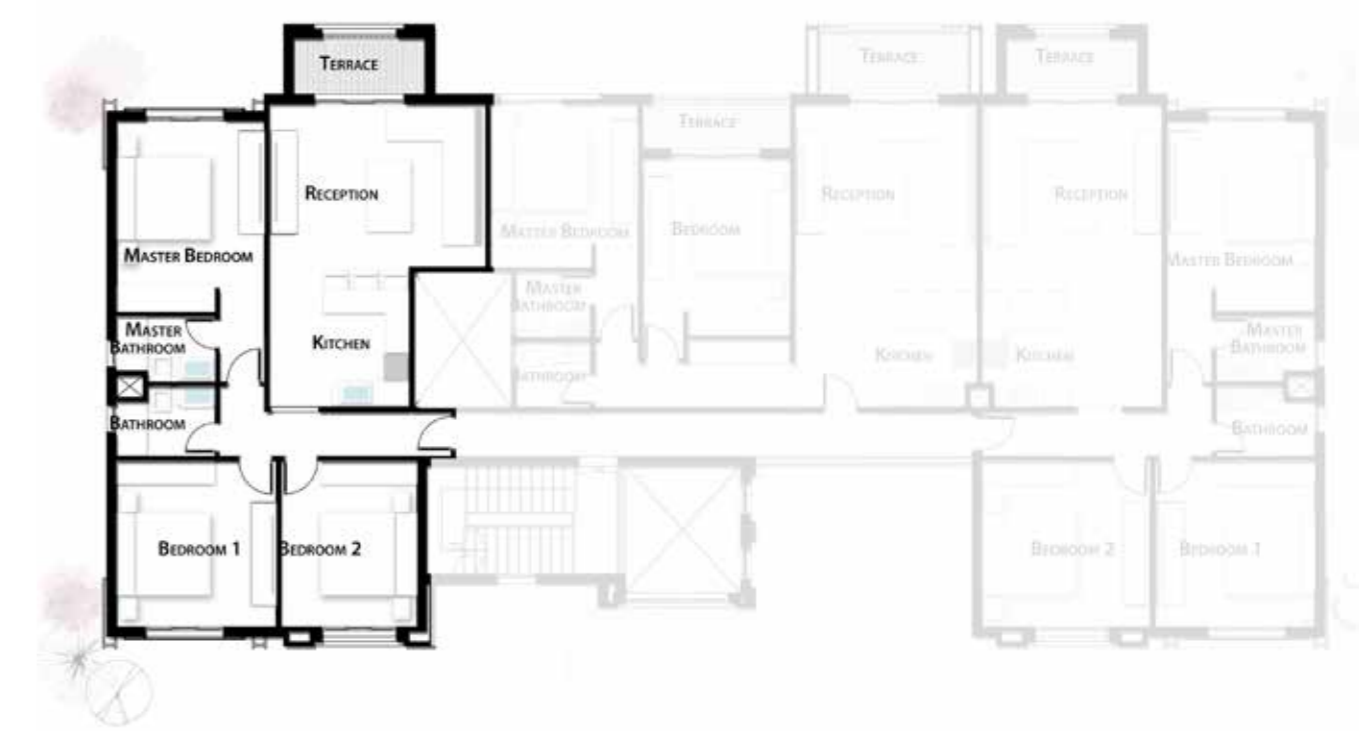 TERRACE
TERRACE
TERRACE
TERRACE
RECEPTION
MASTER BEDROOM
MASTER BEDROOM
BEDROOM
RECEPTION
RECEPTION
MASTER BEDROOM
MASTER
BATHROOM
KITCHEN
MASTER
BATHROOM
KITCHEN
KITCHEN
MASTER
BATHROOM
BATHROOM
BATHROOM
BATHROOM
BEDROOM 1
BEDROOM 2
BEDROOM 2
BEDROOM 1